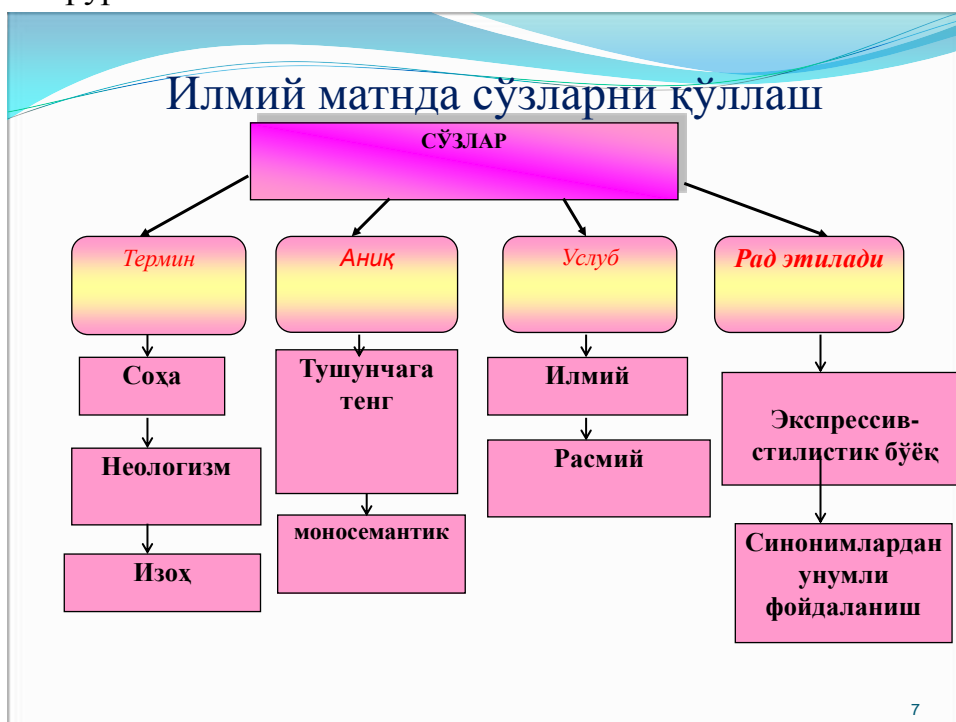 Илмий матнда сўзларни қўллаш
СЎЗЛАР
Термин
Аниқ
Услуб
Рад этилади
Соҳа
Тушунчага
тенг
Илмий
Экспрессив-
стилистик бўёқ
Неологизм
Расмий
моносемантик
Изоҳ
Синонимлардан
унумли
фойдаланиш
7